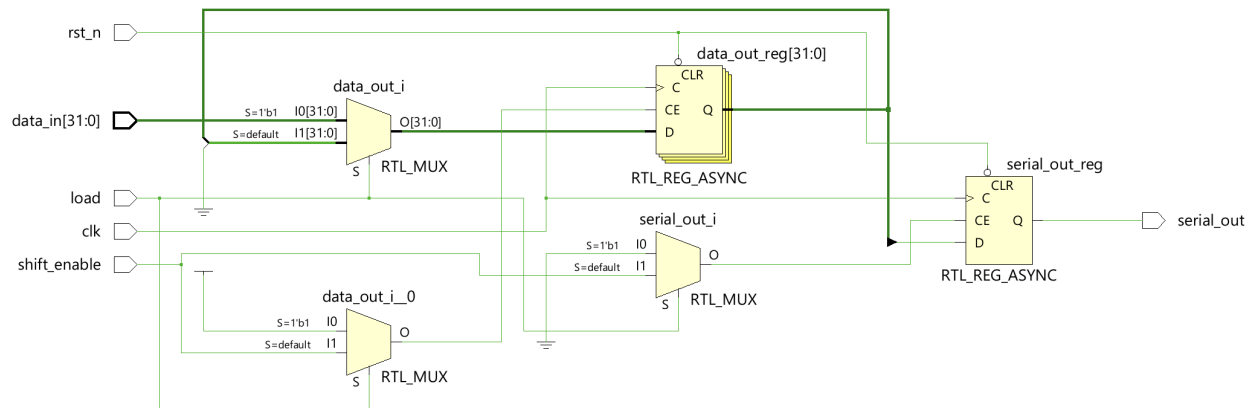 rst_n
data_in[31:0]
load
clk
shift_enable
data_out_i
S=1'b1 I0[31:0]
S=default I1[31:0]
O[31:0]
S
RTL_MUX
data_out_i__0
S=1'b1 I0
S=default I1
O
S
RTL_MUX
data_out_reg[31:0]
CLR
C
CE Q
D
RTL_REG_ASYNC
serial_out_i
S=1'b1 I0
S=default I1
O
S
RTL_MUX
serial_out_reg
CLR
C
CE Q
D
RTL_REG_ASYNC
serial_out